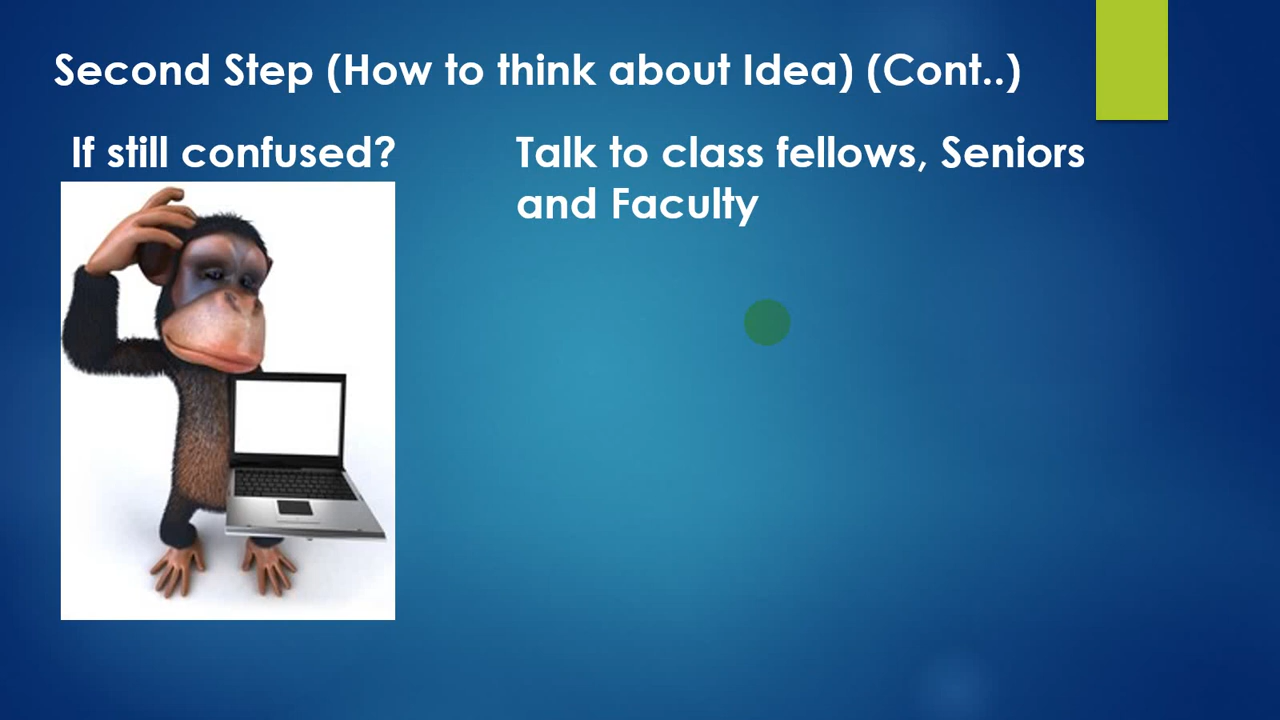 Second Step (How to think about Idea) (Cont..)
If still confused?
Talk to class fellows, Seniors
and Faculty